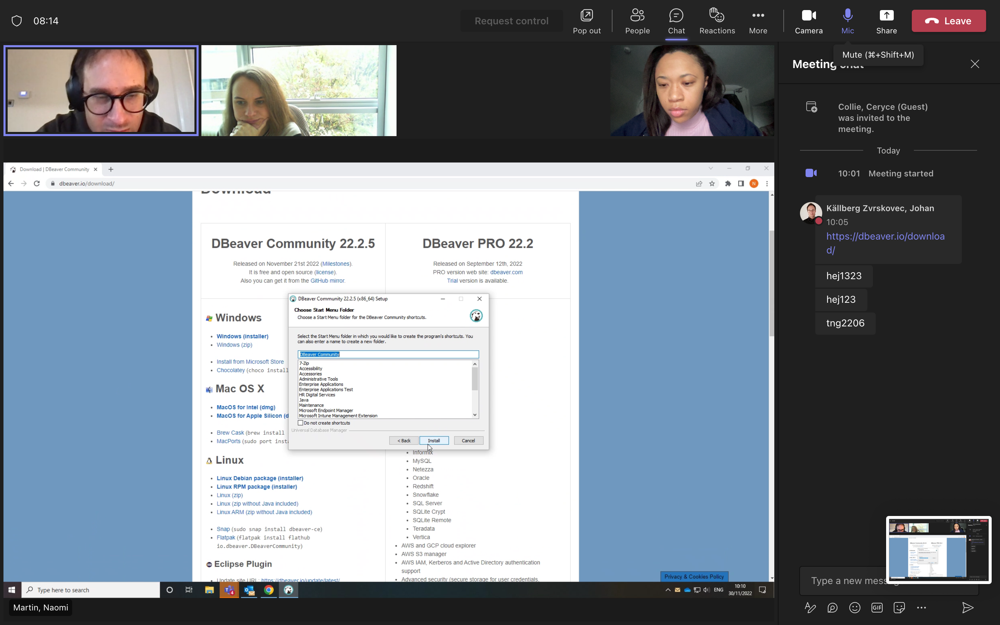 08:14
Request control
Pop out
People
Chat
Reactions
More
Camera
Mic
Share
Leave
Mute (⌘+Shift+M)
Meeting chat
Collie, Ceryce (Guest)
was invited to the
meeting.
Today
10:01 Meeting started
Källberg Zvrskovec, Johan
10:05
https://dbeaver.io/downloa
d/
hej1323
hej123
tng2206
Type a new
GIF
Download | DBeaver Community
dbeaver.io/download/
N
Download
DBeaver Community 22.2.5
Released on November 21st 2022 (Milestones).
It is free and open source (license).
Also you can get it from the GitHub mirror.
DBeaver PRO 22.2
Released on September 12th, 2022
PRO version web site: dbeaver.com
Trial version is available.
Windows
Windows (installer)
Windows (zip)
Install from Microsoft Store
Chocolatey (choco install
Mac OS X
MacOS for Intel (dmg)
MacOS for Apple Silicon (d
Brew Cask (brew install
MacPorts (sudo port inst
Linux
Linux Debian package (installer)
Linux RPM package (installer)
Linux (zip)
Linux (zip without Java included)
Linux ARM (zip without Java included)
Snap (sudo snap install dbeaver-ce)
Flatpak (flatpak install flathub
io.dbeaver.DBeaverCommunity)
Eclipse Plugin
Update site URL: https://dbeaver.io/update/latest/
DBeaver Community 22.2.5 (x86_64) Setup
Choose Start Menu Folder
Choose a Start Menu folder for the DBeaver Community shortcuts.
Select the Start Menu folder in which you would like to create the program's shortcuts. You
can also enter a name to create a new folder.
DBeaver Community
7-Zip
Accessibility
Accessories
Administrative Tools
Enterprise Applications
Enterprise Applications Test
HR Digital Services
Java
Maintenance
Microsoft Endpoint Manager
Microsoft Intune Management Extension
Do not create shortcuts
Universal Database Manager
< Back
Install
Cancel
Informix
MySQL
Netezza
Oracle
Redshift
Snowflake
SQL Server
SQLite Crypt
SQLite Remote
Teradata
Vertica
AWS and GCP cloud explorer
AWS S3 manager
AWS IAM, Kerberos and Active Directory authentication
support
Advanced security (secure storage for user credentials,
Privacy & Cookies Policy
Type here to search
4
ENG
10:10
30/11/2022
Martin, Naomi